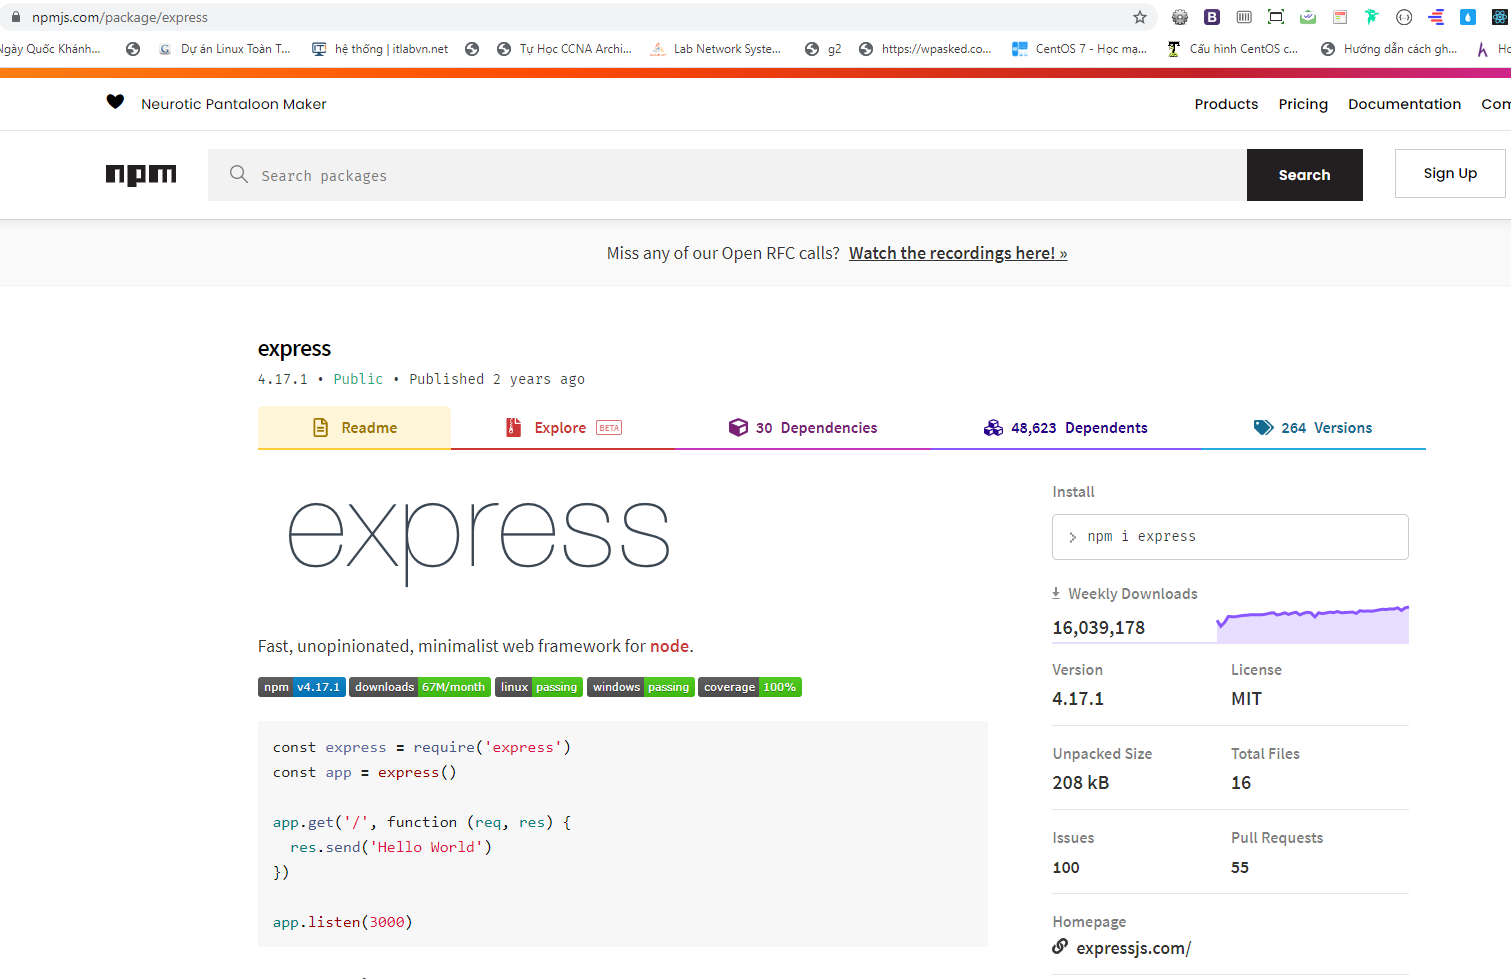 npmjs.com/package/express
Ngày Quốc Khánh... Dự án Linux Toàn T... hệ thống | itlabvn.net Tự Học CCNA Archi... Lab Network Syste... g2 https://wpasked.co... CentOS 7 - Học mạ... Cấu hình CentOS c... Hướng dẫn cách gh... Ho
Neurotic Pantaloon Maker
Products Pricing Documentation Com
npm
Search packages
Search
Sign Up
Miss any of our Open RFC calls? Watch the recordings here! »
express
4.17.1 • Public • Published 2 years ago
Readme
Explore BETA
30 Dependencies
48,623 Dependents
264 Versions
express
Fast, unopinionated, minimalist web framework for node.
npm v4.17.1 downloads 67M/month linux passing windows passing coverage 100%
const express = require('express')
const app = express()
app.get('/', function (req, res) {
res.send('Hello World')
})
app.listen(3000)
Install
npm i express
Weekly Downloads
16,039,178
Version License
4.17.1 MIT
Unpacked Size Total Files
208 kB 16
Issues Pull Requests
100 55
Homepage
expressjs.com/